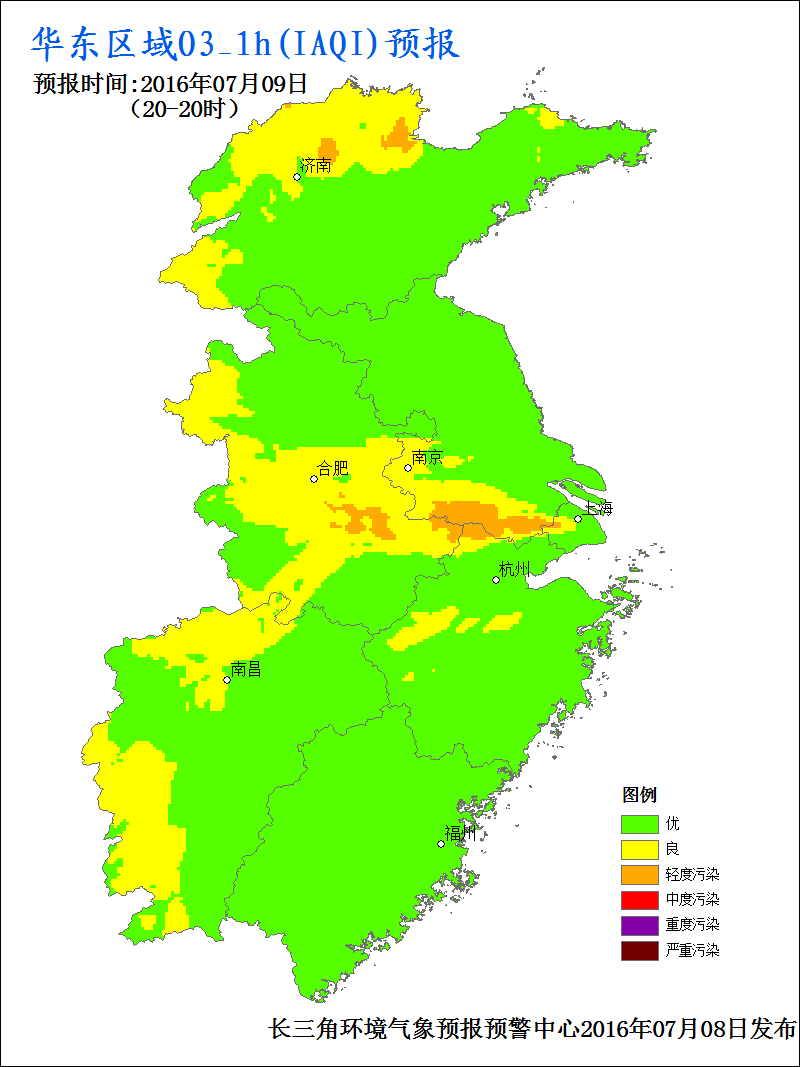 华东区域O3_1h(IAQI)预报
预报时间:2016年07月09日
(20-20时)
济南
合肥
南京
上海
杭州
南昌
福州
图例
优
良
轻度污染
中度污染
重度污染
严重污染
长三角环境气象预报预警中心2016年07月08日发布